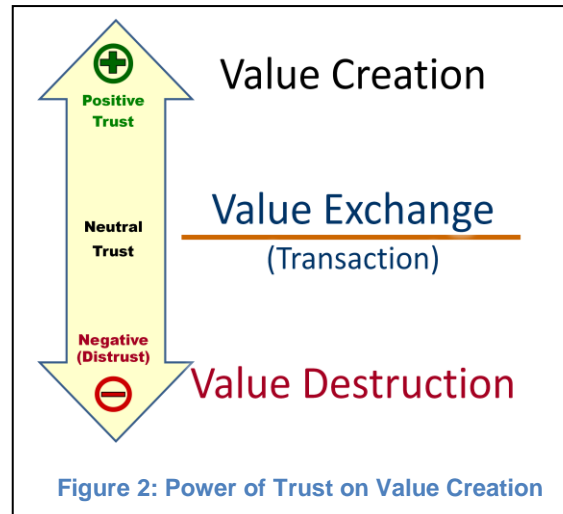 Value Creation
Positive
Trust
Value Exchange
Neutral
Trust
(Transaction)
Negative
(Distrust)
Value Destruction
Figure 2: Power of Trust on Value Creation